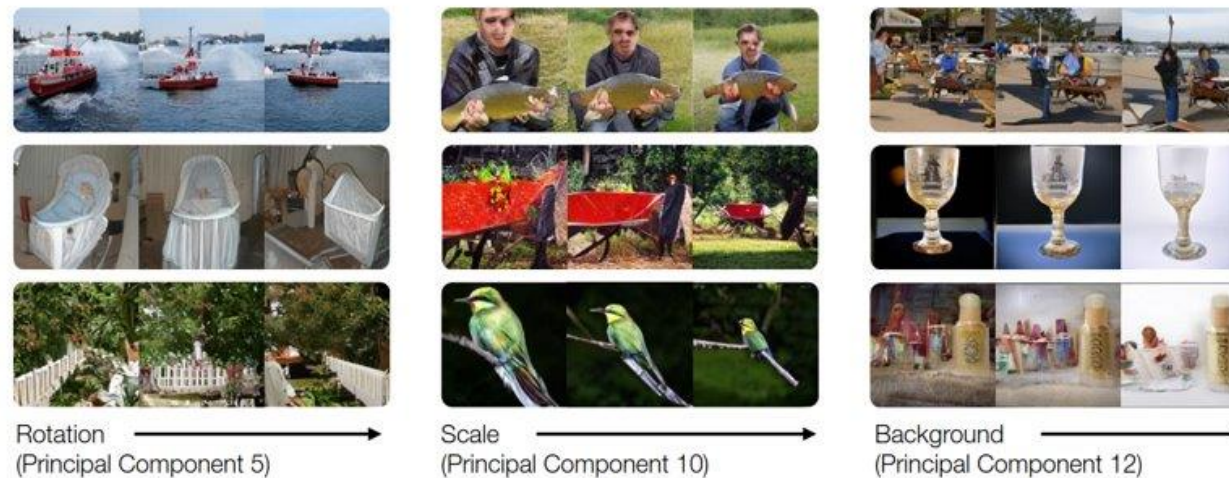 Rotation
(Principal Component 5)
Scale
(Principal Component 10)
Background
(Principal Component 12)